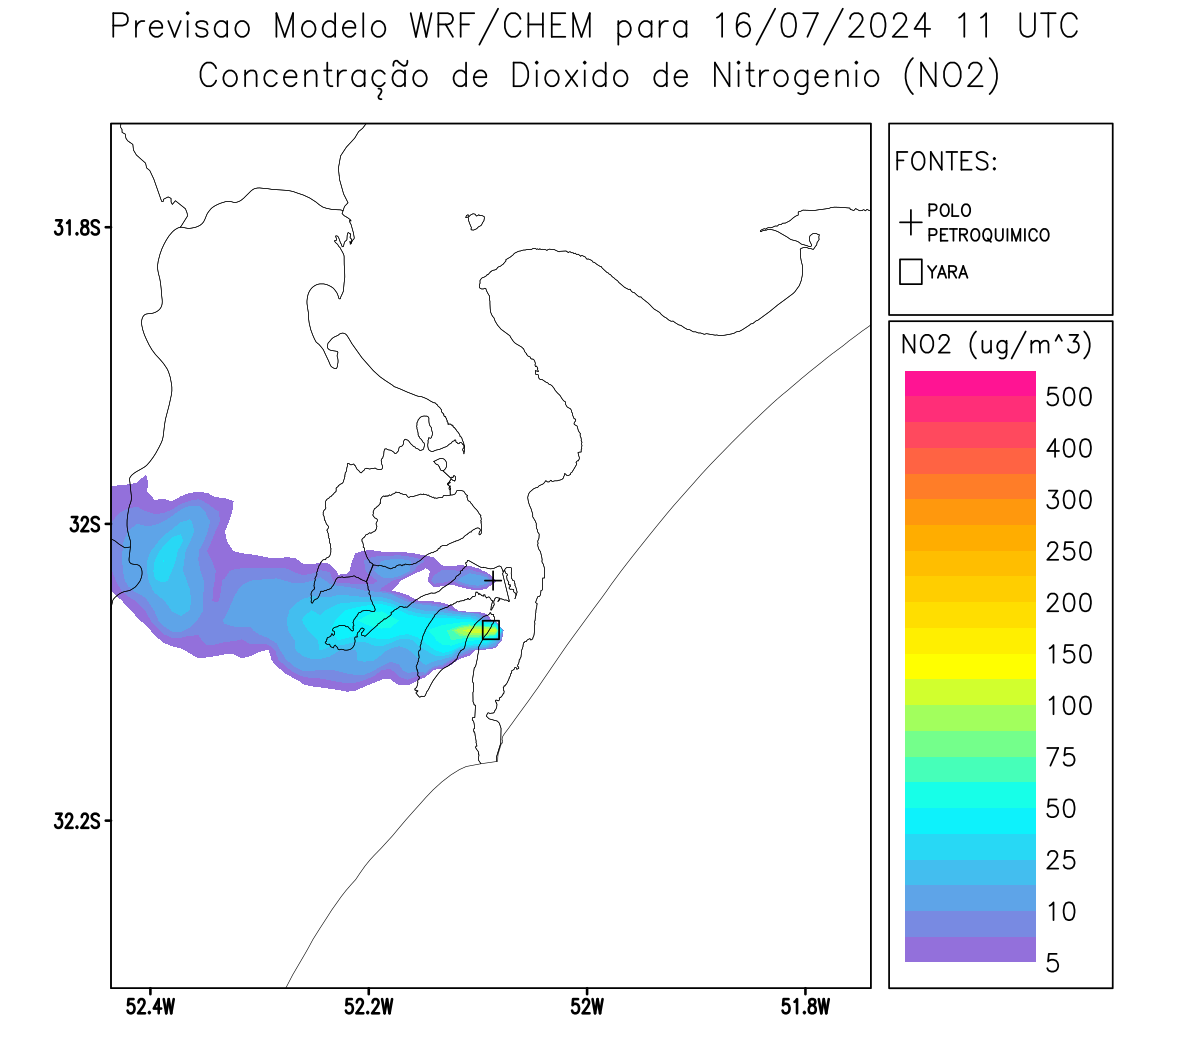 Previsao Modelo WRF/CHEM para 16/07/2024 11 UTC
Concentração de Dioxido de Nitrogenio (NO2)
FONTES:
POLO
PETROQUIMICO
YARA
31.8S
32S
32.2S
52.4W
52.2W
52W
51.8W
NO2 (ug/m^3)
500
400
300
250
200
150
100
75
50
25
10
5